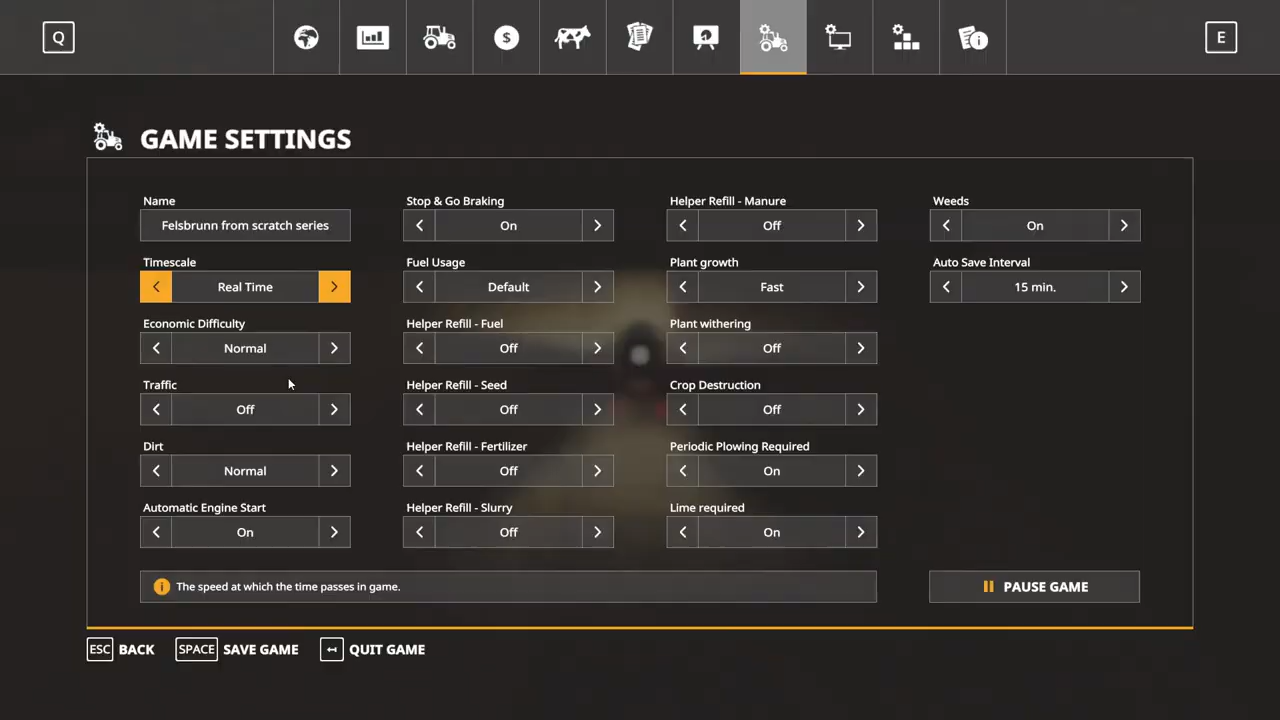 Q
$
E
GAME SETTINGS
Name
Felsbrunn from scratch series
Timescale
Real Time
Economic Difficulty
Normal
Traffic
Off
Dirt
Normal
Automatic Engine Start
On
Stop & Go Braking
On
Fuel Usage
Default
Helper Refill - Fuel
Off
Helper Refill - Seed
Off
Helper Refill - Fertilizer
Off
Helper Refill - Slurry
Off
Helper Refill - Manure
Off
Plant growth
Fast
Plant withering
Off
Crop Destruction
Off
Periodic Plowing Required
On
Lime required
On
Weeds
On
Auto Save Interval
15 min.
The speed at which the time passes in game.
PAUSE GAME
ESC BACK
SPACE SAVE GAME
QUIT GAME